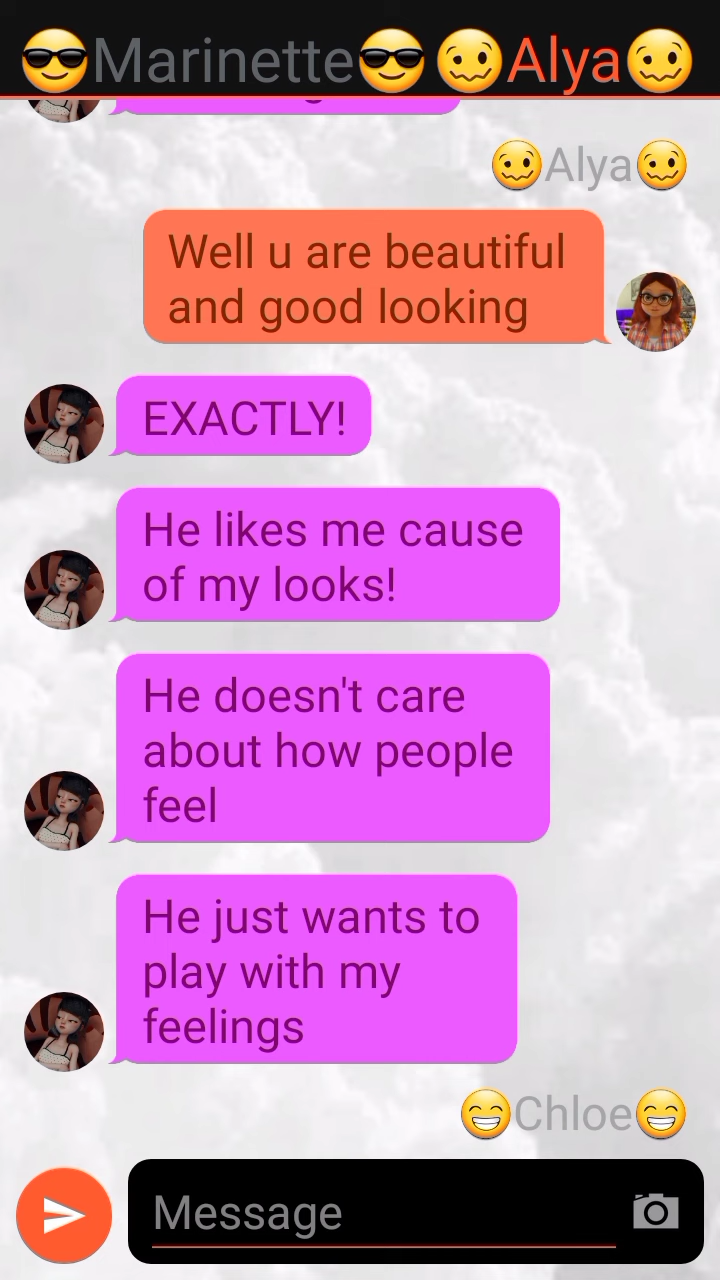 😎Marinette😎 🥴Alya🥴
🥴Alya🥴
Well u are beautiful
and good looking
EXACTLY!
He likes me cause
of my looks!
He doesn't care
about how people
feel
He just wants to
play with my
feelings
😁Chloe😁
Message